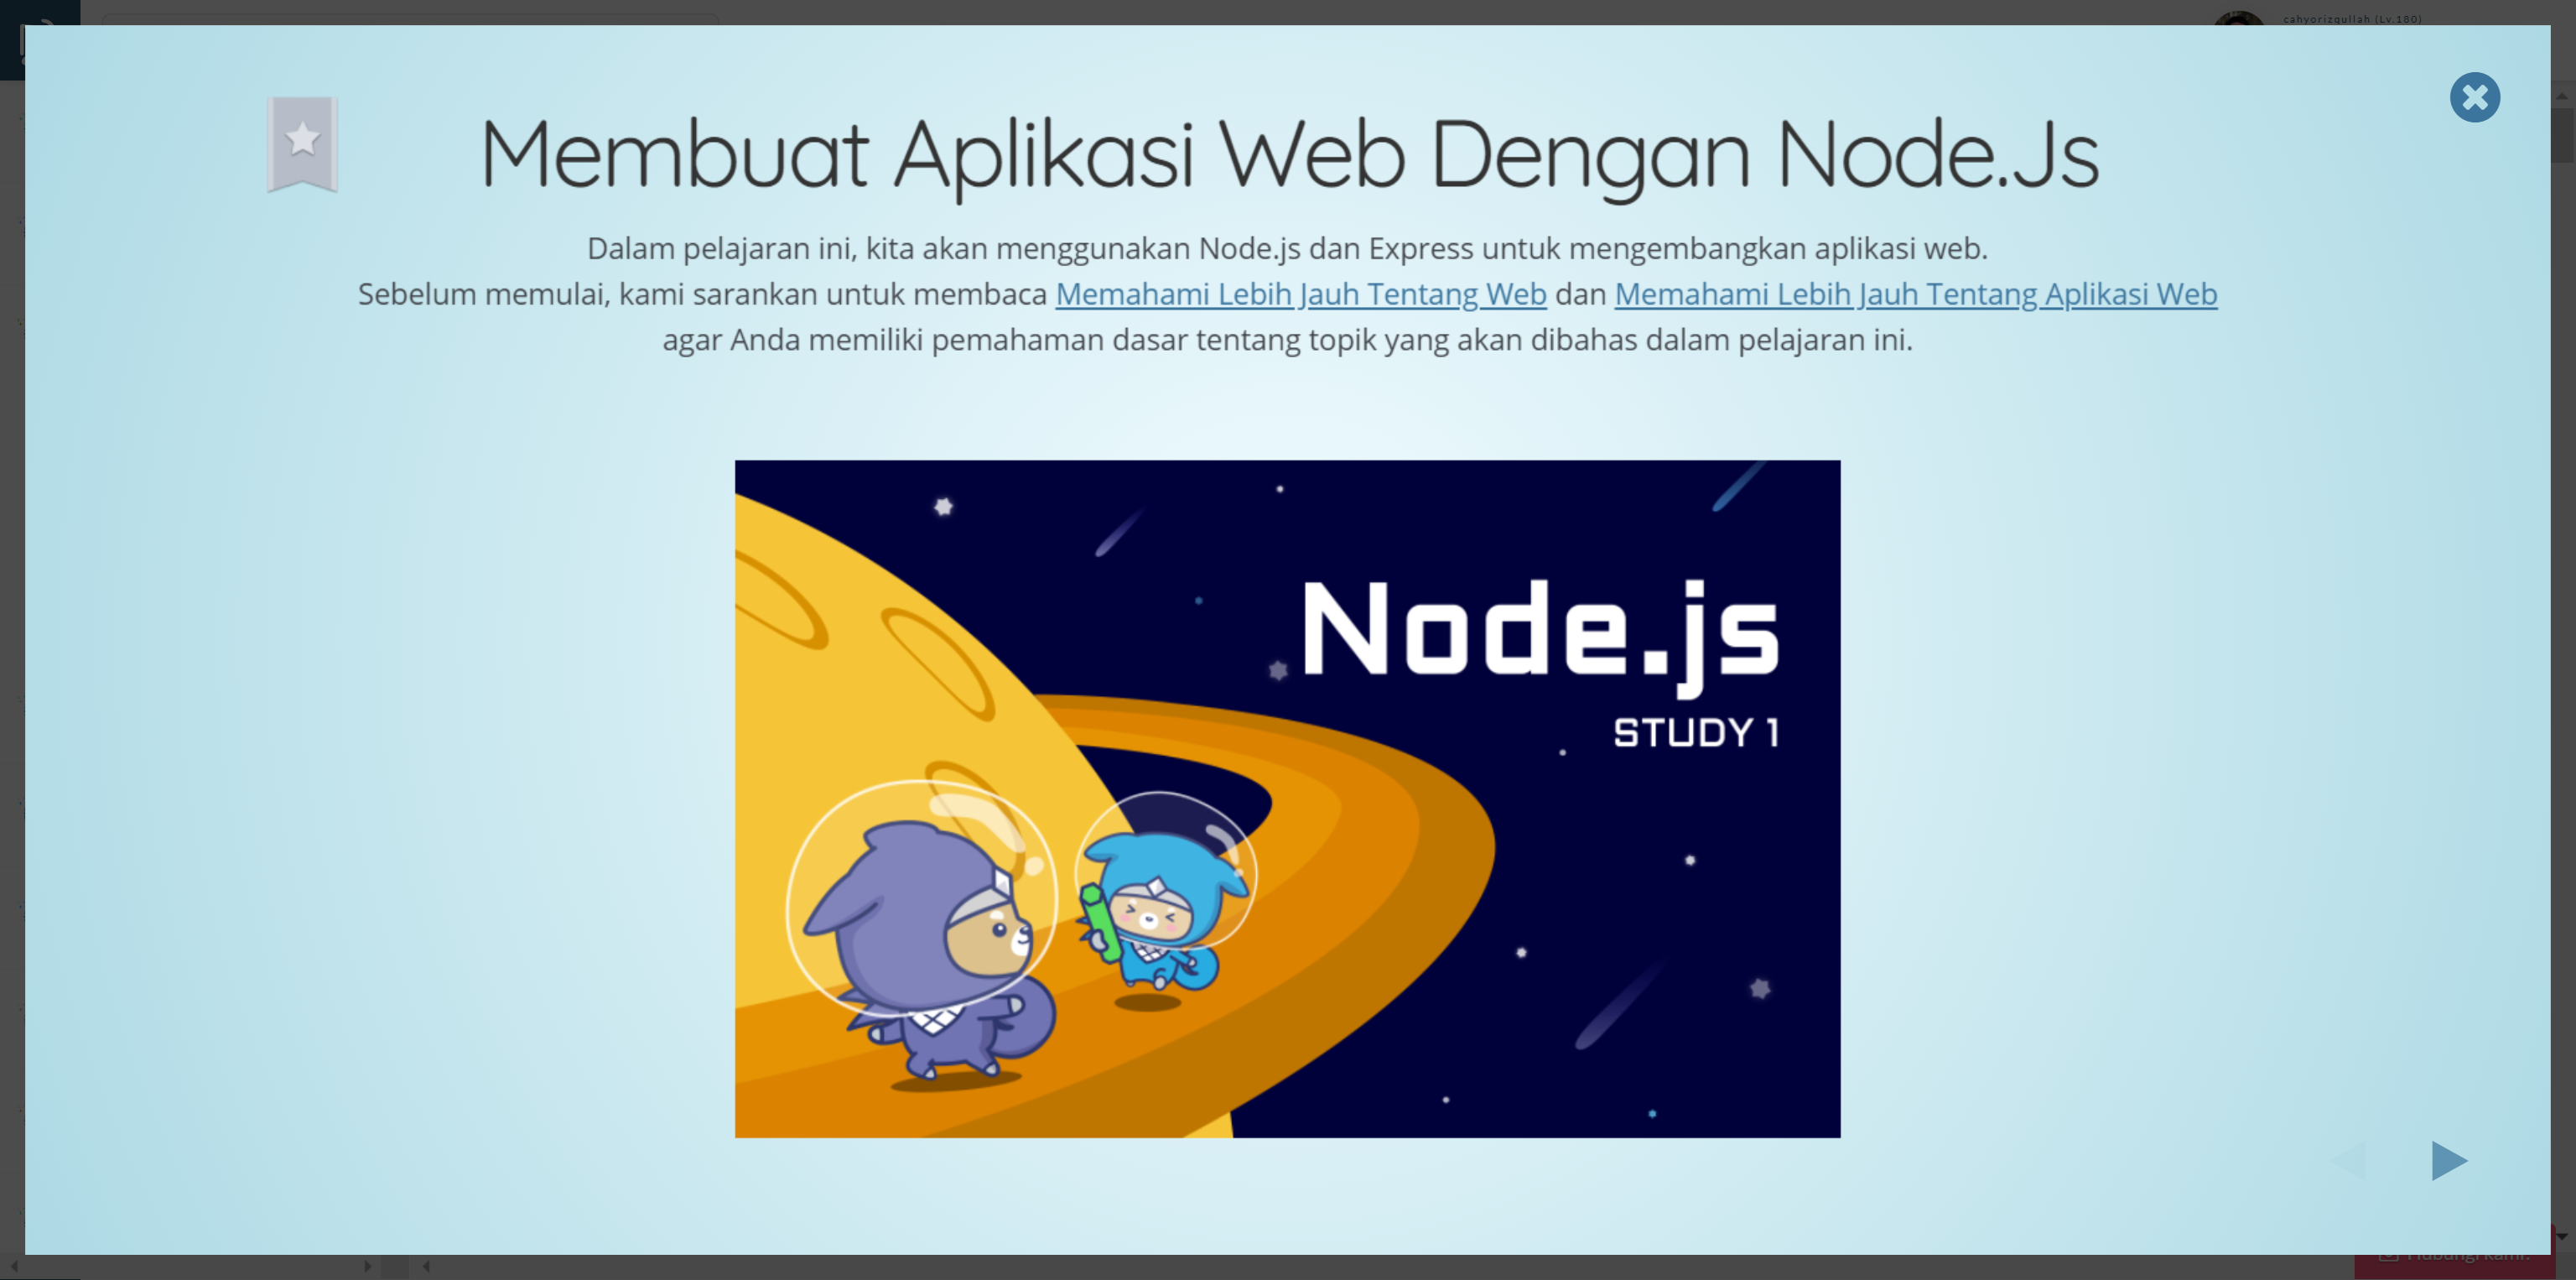 cahyorizqullah (Lv.180)
Membuat Aplikasi Web Dengan Node.Js
Dalam pelajaran ini, kita akan menggunakan Node.js dan Express untuk mengembangkan aplikasi web.
Sebelum memulai, kami sarankan untuk membaca Memahami Lebih Jauh Tentang Web dan Memahami Lebih Jauh Tentang Aplikasi Web
agar Anda memiliki pemahaman dasar tentang topik yang akan dibahas dalam pelajaran ini.
Node.js
STUDY 1